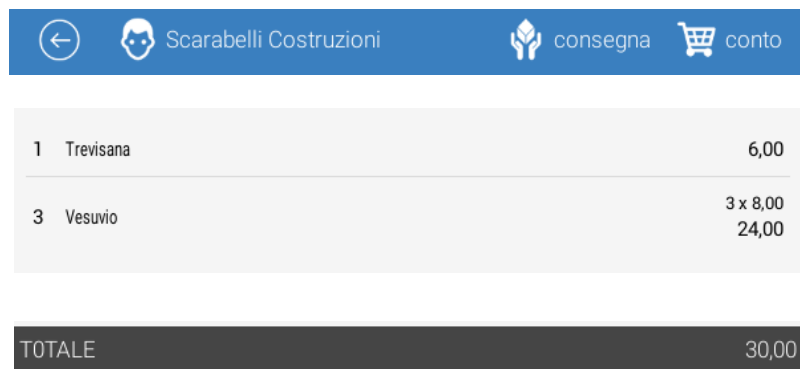 Scarabelli Costruzioni consegna conto
1 Trevisana 6,00
3 Vesuvio 3 x 8,00
24,00
TOTALE 30,00